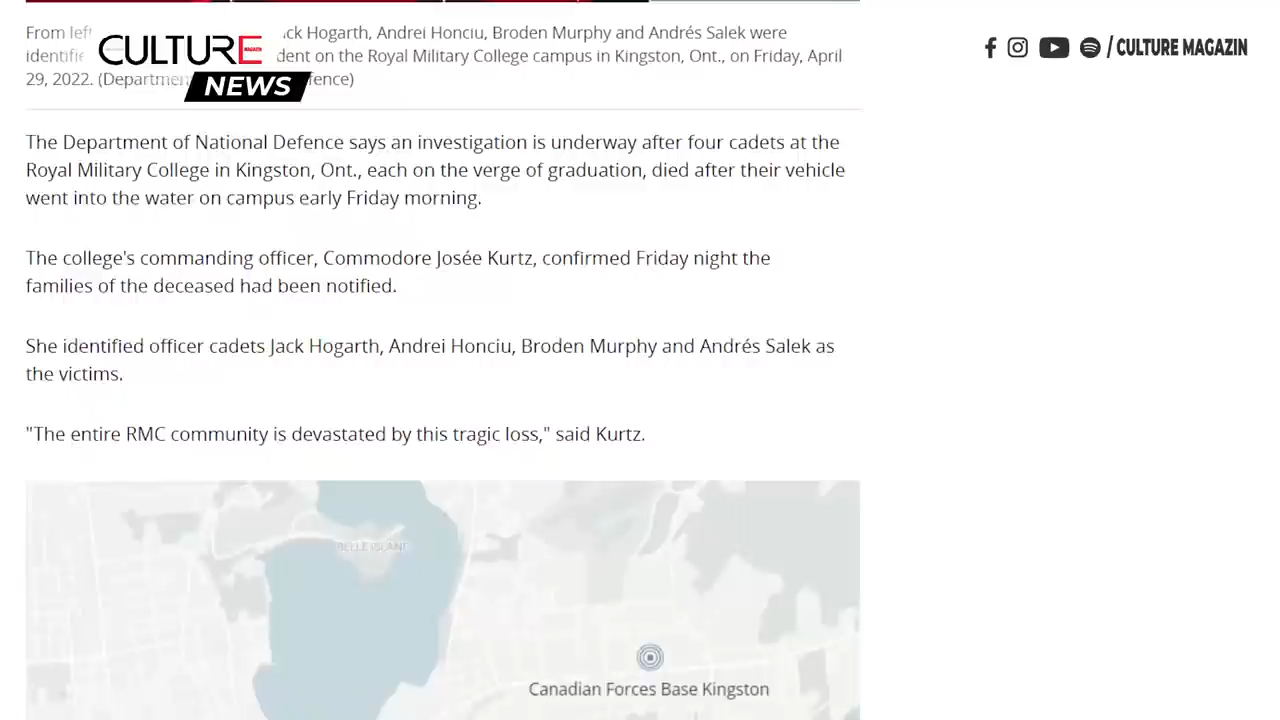 From left
ck Hogarth, Andrei Honciu, Broden Murphy and Andrés Salek were
CULTURE
MAGAZIN
dent on the Royal Military College campus in Kingston, Ont., on Friday, April
29, 2022. (Departmen
fence)
NEWS
/ CULTURE MAGAZIN
The Department of National Defence says an investigation is underway after four cadets at the
Royal Military College in Kingston, Ont., each on the verge of graduation, died after their vehicle
went into the water on campus early Friday morning.
The college's commanding officer, Commodore Josée Kurtz, confirmed Friday night the
families of the deceased had been notified.
She identified officer cadets Jack Hogarth, Andrei Honciu, Broden Murphy and Andrés Salek as
the victims.
"The entire RMC community is devastated by this tragic loss," said Kurtz.
BELLE ISLAND
Canadian Forces Base Kingston